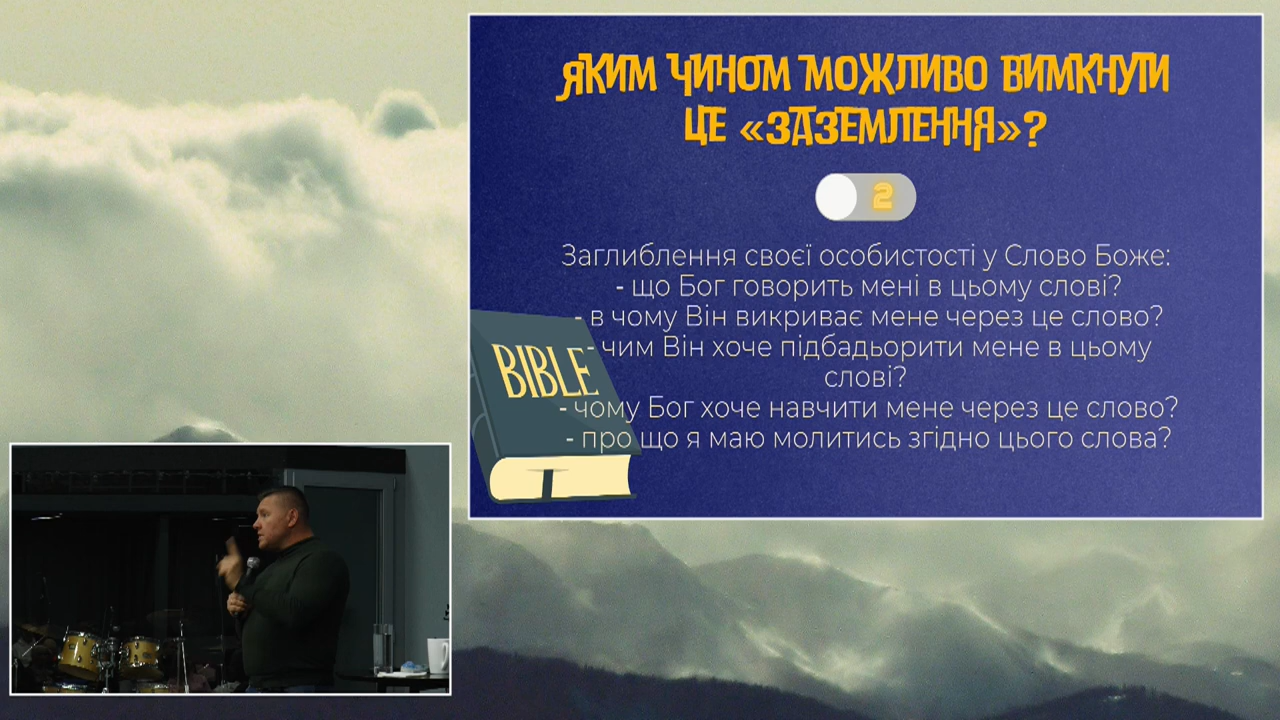 ЯКИМ ЧИНОМ МОЖЛИВО ВИМКНУТИ
ЦЕ «ЗАЗЕМЛЕННЯ»?
2
Заглиблення своєї особистості у Слово Боже:
- що Бог говорить мені в цьому слові?
- в чому Він викриває мене через це слово?
- чим Він хоче підбадьорити мене в цьому
слові?
- чому Бог хоче навчити мене через це слово?
- про що я маю молитись згідно цього слова?
BIBLE